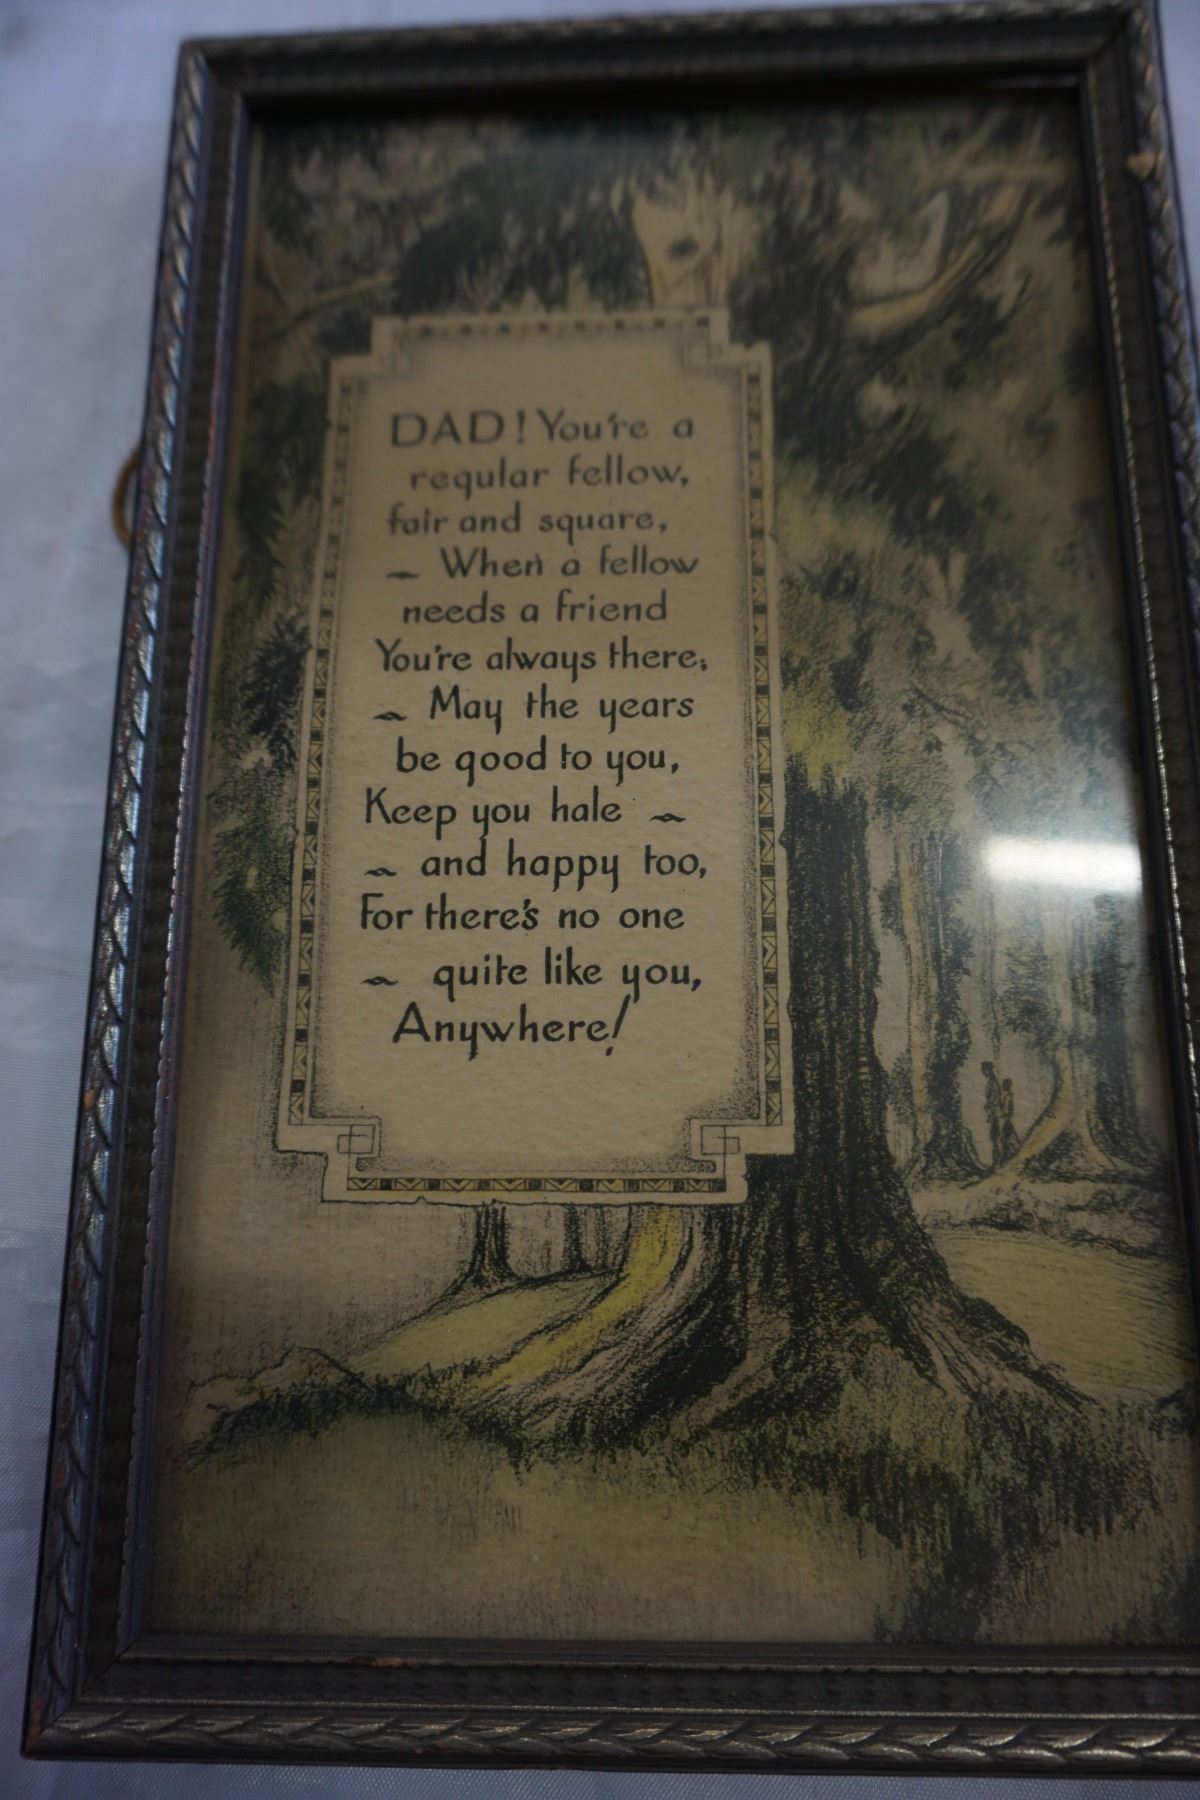 DAD! You're a
regular fellow,
fair and square,
~ When a fellow
needs a friend
You're always there;
~ May the years
be good to you,
Keep you hale ~
~ and happy too,
For there's no one
~ quite like you,
Anywhere!